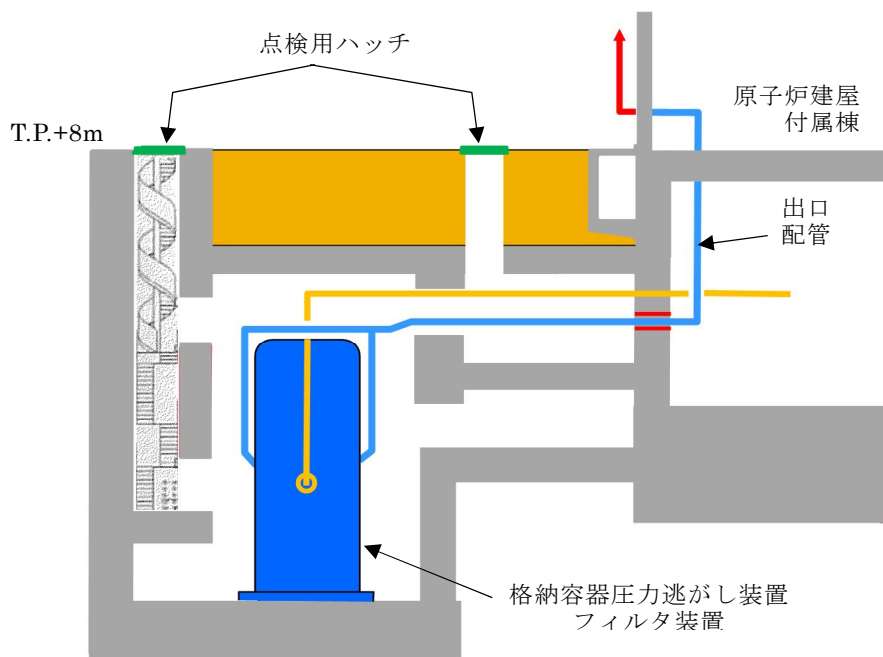 点検用ハッチ
T.P.+8m
原子炉建屋
付属棟
出口
配管
格納容器圧力逃がし装置
フィルタ装置